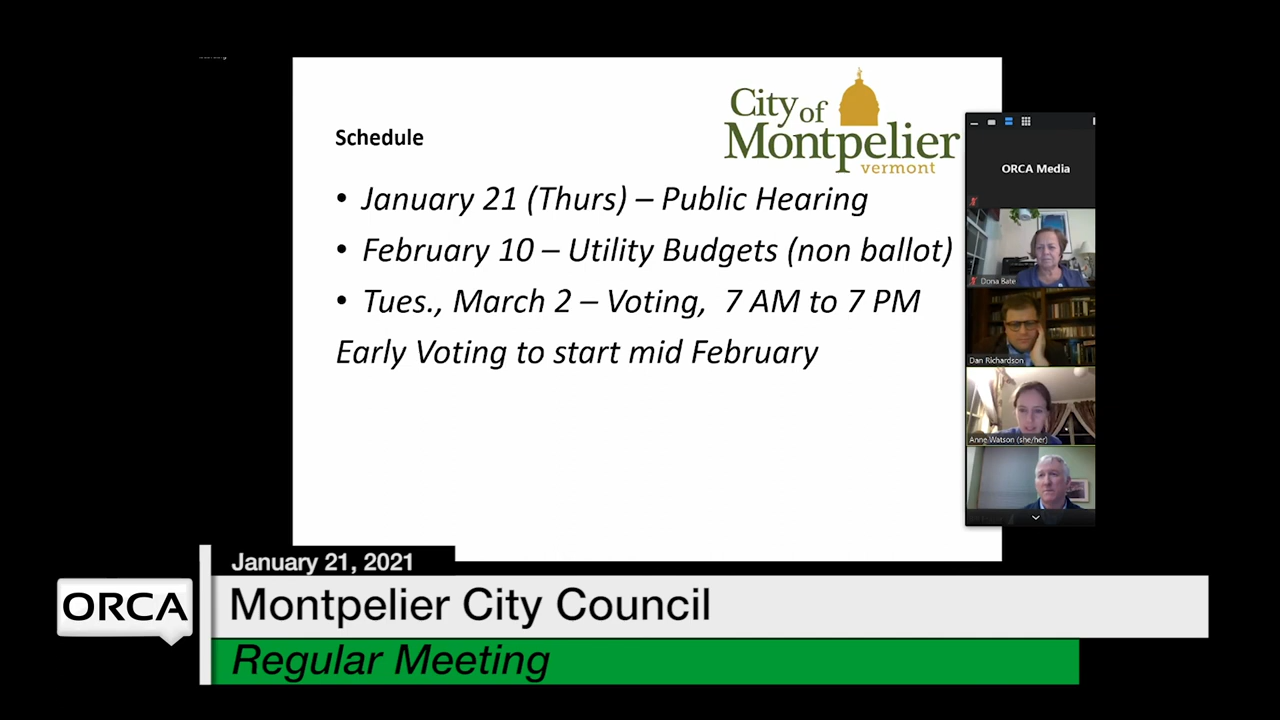 City of
Montpelier
vermont
Schedule
• January 21 (Thurs) – Public Hearing
• February 10 – Utility Budgets (non ballot)
• Tues., March 2 – Voting, 7 AM to 7 PM
Early Voting to start mid February
ORCA Media
Dona Bate
Dan Richardson
Anne Watson (she/her)
January 21, 2021
ORCA
Montpelier City Council
Regular Meeting